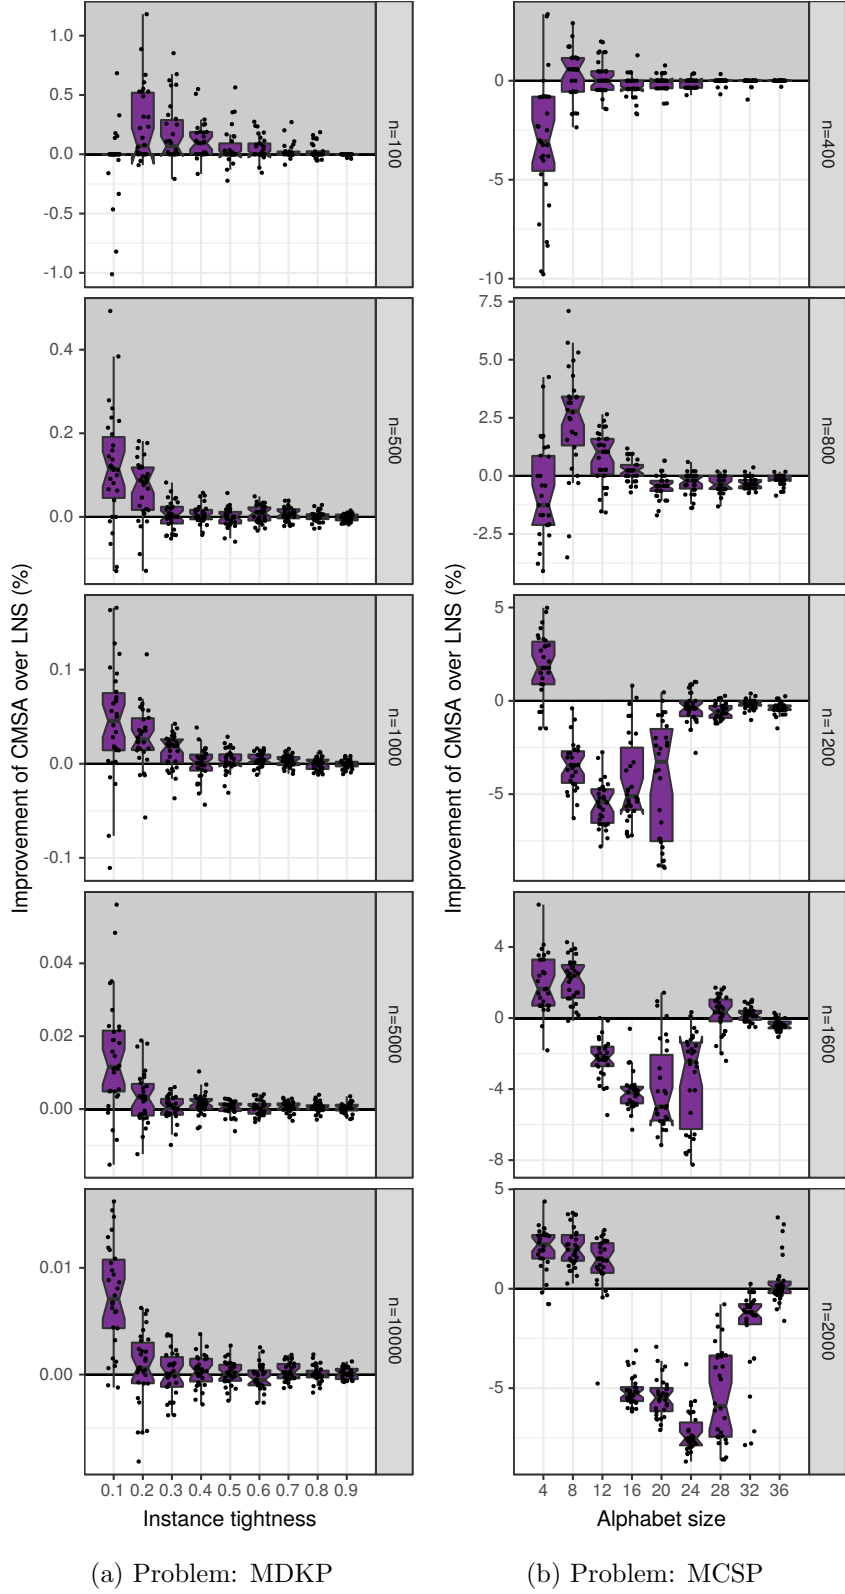 Improvement of CMSA over LNS (%)
1.0
0.5
0.0
-0.5
-1.0
n=100
0.4
0.2
0.0
n=500
0.1
0.0
-0.1
n=1000
0.04
0.02
0.00
n=5000
0.01
0.00
n=10000
0.1 0.2 0.3 0.4 0.5 0.6 0.7 0.8 0.9
Instance tightness
(a) Problem: MDKP
Improvement of CMSA over LNS (%)
0
-5
-10
n=400
7.5
5.0
2.5
0.0
-2.5
n=800
5
0
-5
n=1200
4
0
-4
-8
n=1600
5
0
-5
n=2000
4 8 12 16 20 24 28 32 36
Alphabet size
(b) Problem: MCSP